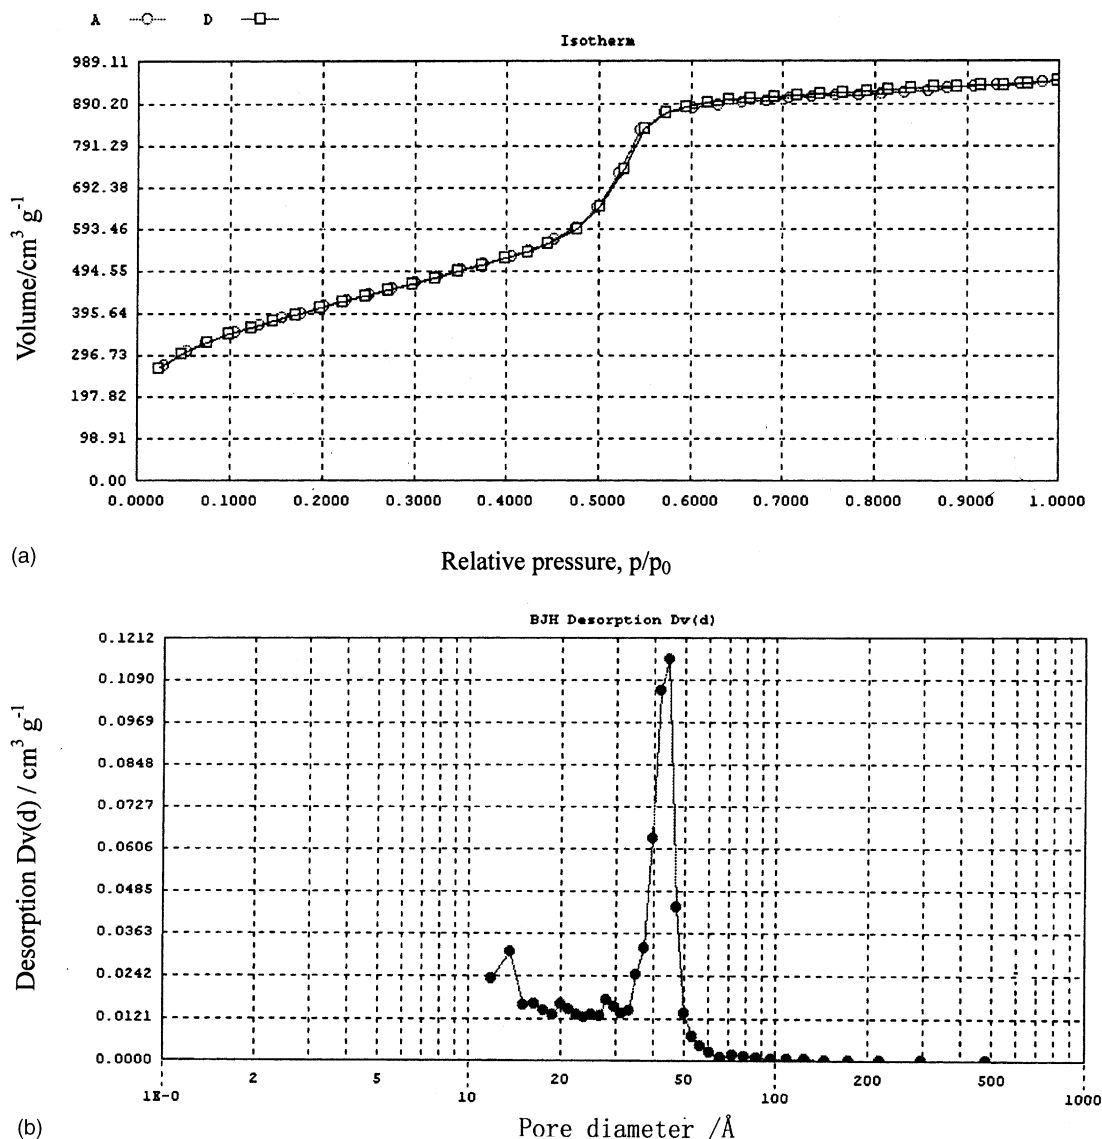 A D
Isotherm
989.11
890.20
791.29
692.38
593.46
494.55
395.64
296.73
197.82
98.91
0.00
Volume/cm³ g⁻¹
0.0000 0.1000 0.2000 0.3000 0.4000 0.5000 0.6000 0.7000 0.8000 0.9000 1.0000
(a)
Relative pressure, p/p₀
BJH Desorption Dv(d)
0.1212
0.1090
0.0969
0.0848
0.0727
0.0606
0.0485
0.0363
0.0242
0.0121
0.0000
Desorption Dv(d) / cm³ g⁻¹
1E-0 2 5 10 20 50 100 200 500 1000
(b)
Pore diameter /Å